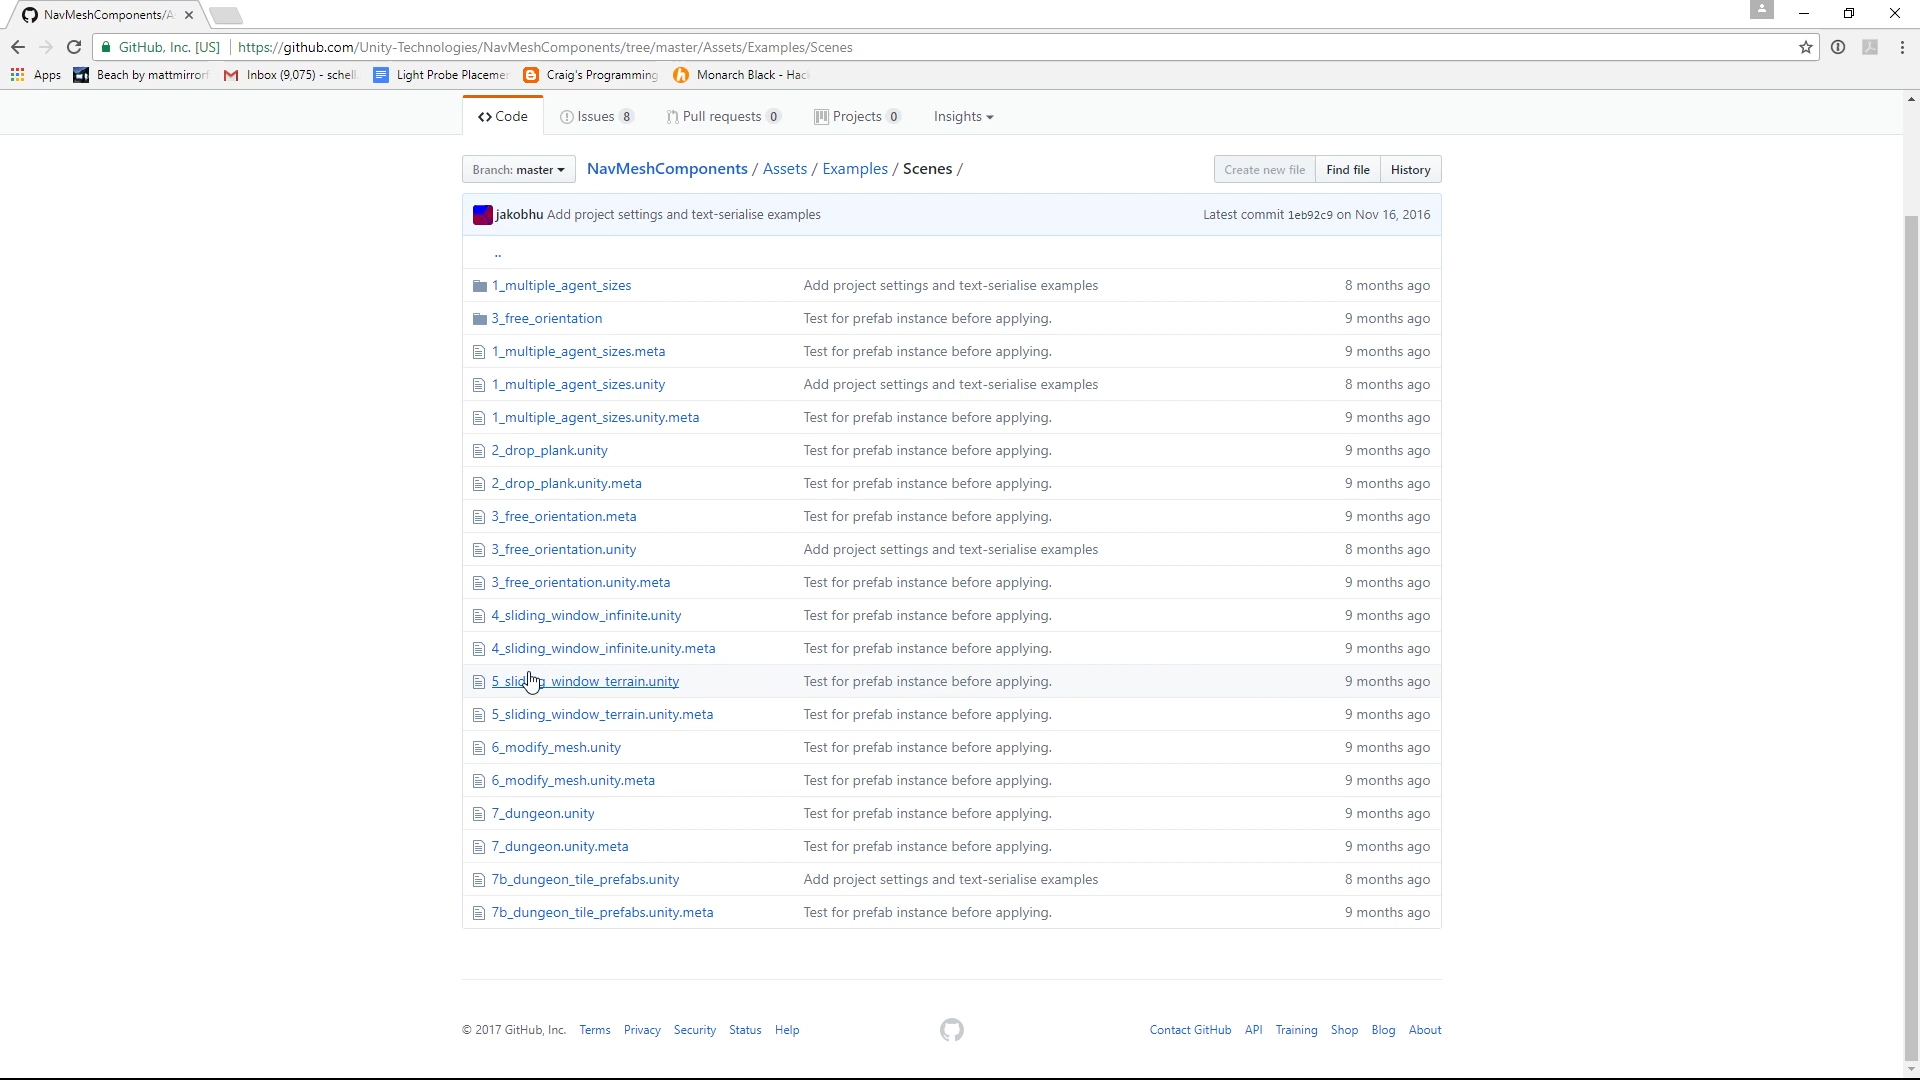 NavMeshComponents/A
GitHub, Inc. [US] https://github.com/Unity-Technologies/NavMeshComponents/tree/master/Assets/Examples/Scenes
Apps Beach by mattmirror Inbox (9,075) - schell Light Probe Placeme Craig's Programming Monarch Black - Hac
Code Issues 8 Pull requests 0 Projects 0 Insights
Branch: master NavMeshComponents / Assets / Examples / Scenes / Create new file Find file History
jakobhu Add project settings and text-serialise examples Latest commit 1eb92c9 on Nov 16, 2016
..
1_multiple_agent_sizes Add project settings and text-serialise examples 8 months ago
3_free_orientation Test for prefab instance before applying. 9 months ago
1_multiple_agent_sizes.meta Test for prefab instance before applying. 9 months ago
1_multiple_agent_sizes.unity Add project settings and text-serialise examples 8 months ago
1_multiple_agent_sizes.unity.meta Test for prefab instance before applying. 9 months ago
2_drop_plank.unity Test for prefab instance before applying. 9 months ago
2_drop_plank.unity.meta Test for prefab instance before applying. 9 months ago
3_free_orientation.meta Test for prefab instance before applying. 9 months ago
3_free_orientation.unity Add project settings and text-serialise examples 8 months ago
3_free_orientation.unity.meta Test for prefab instance before applying. 9 months ago
4_sliding_window_infinite.unity Test for prefab instance before applying. 9 months ago
4_sliding_window_infinite.unity.meta Test for prefab instance before applying. 9 months ago
5_sliding_window_terrain.unity Test for prefab instance before applying. 9 months ago
5_sliding_window_terrain.unity.meta Test for prefab instance before applying. 9 months ago
6_modify_mesh.unity Test for prefab instance before applying. 9 months ago
6_modify_mesh.unity.meta Test for prefab instance before applying. 9 months ago
7_dungeon.unity Test for prefab instance before applying. 9 months ago
7_dungeon.unity.meta Test for prefab instance before applying. 9 months ago
7b_dungeon_tile_prefabs.unity Add project settings and text-serialise examples 8 months ago
7b_dungeon_tile_prefabs.unity.meta Test for prefab instance before applying. 9 months ago
© 2017 GitHub, Inc. Terms Privacy Security Status Help Contact GitHub API Training Shop Blog About